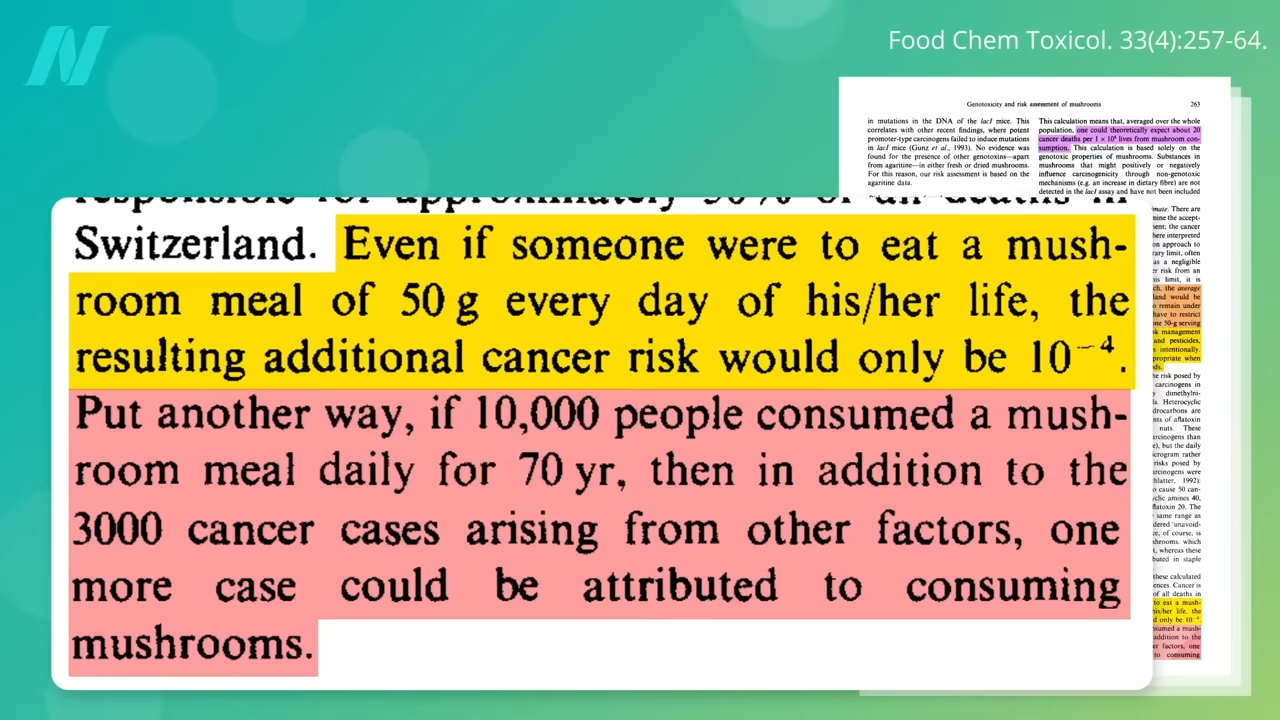 Food Chem Toxicol. 33(4):257-64.
Genotoxicity and risk assessment of mushrooms 263
in mutations in the DNA of the lacI mice. This
correlates with other recent findings, where potent
promoter-type carcinogens failed to induce mutations
in lacI mice (Gunz et al., 1993). No evidence was
found for the presence of other genotoxins—apart
from agaritine—in either fresh or dried mushrooms.
For this reason, our risk assessment is based on the
agaritine data.
This calculation means that, averaged over the whole
population, one could theoretically expect about 20
cancer deaths per 1 × 10⁶ lives from mushroom con-
sumption. This calculation is based solely on the
genotoxic properties of mushrooms. Substances in
mushrooms that might positively or negatively
influence carcinogenicity through non-genotoxic
mechanisms (e.g. an increase in dietary fibre) are not
detected in the lacI assay and have not been included
responsible for approximately of all deaths in
Switzerland. Even if someone were to eat a mush-
room meal of 50 g every day of his/her life, the
resulting additional cancer risk would only be 10⁻⁴.
Put another way, if 10,000 people consumed a mush-
room meal daily for 70 yr, then in addition to the
3000 cancer cases arising from other factors, one
more case could be attributed to consuming
mushrooms.